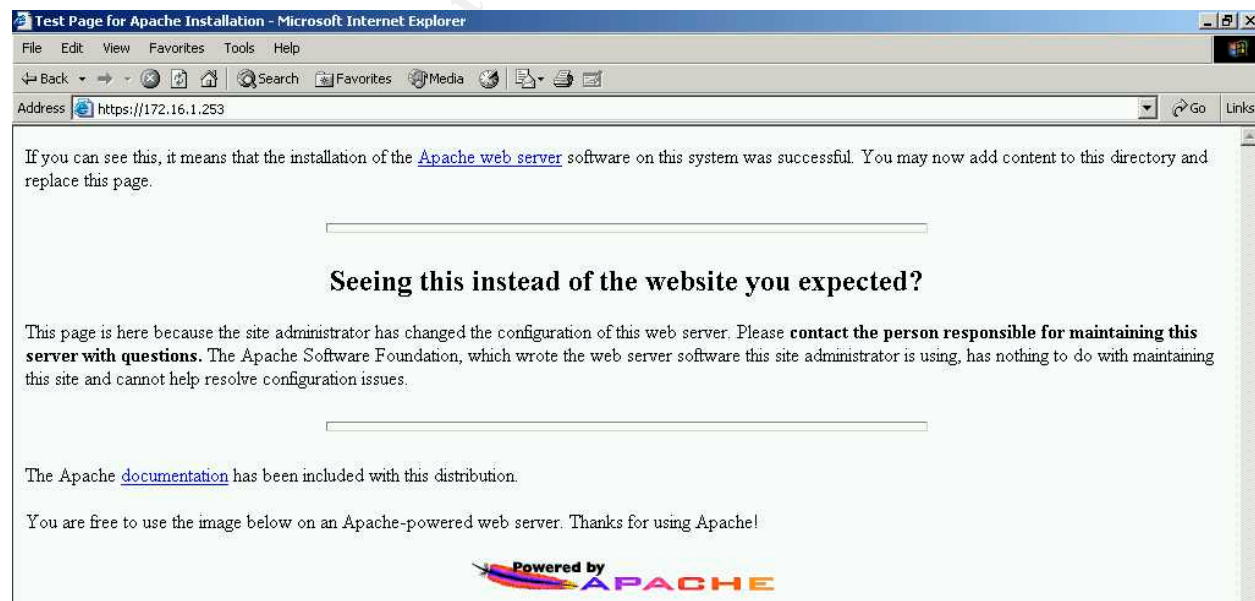 Test Page for Apache Installation - Microsoft Internet Explorer
File Edit View Favorites Tools Help
Back Search Favorites Media
Address https://172.16.1.253 Go Links
If you can see this, it means that the installation of the Apache web server software on this system was successful. You may now add content to this directory and
replace this page.
Seeing this instead of the website you expected?
This page is here because the site administrator has changed the configuration of this web server. Please contact the person responsible for maintaining this
server with questions. The Apache Software Foundation, which wrote the web server software this site administrator is using, has nothing to do with maintaining
this site and cannot help resolve configuration issues.
The Apache documentation has been included with this distribution.
You are free to use the image below on an Apache-powered web server. Thanks for using Apache!
Powered by
APACHE